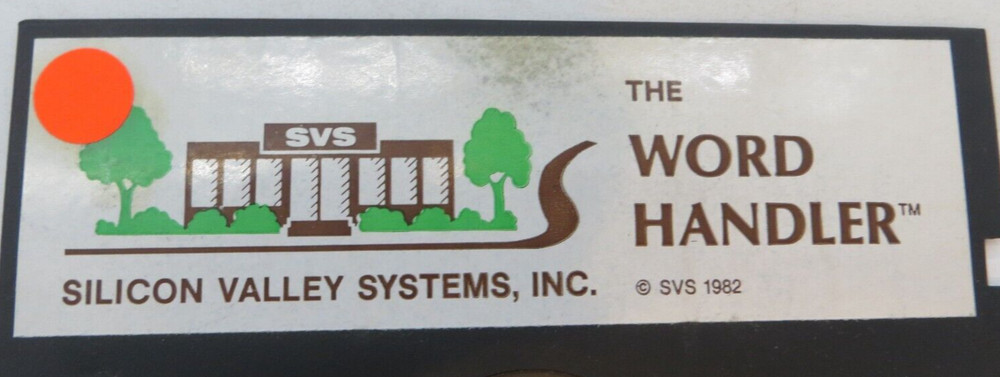 SVS
SILICON VALLEY SYSTEMS, INC.
THE
WORD
HANDLER™
© SVS 1982